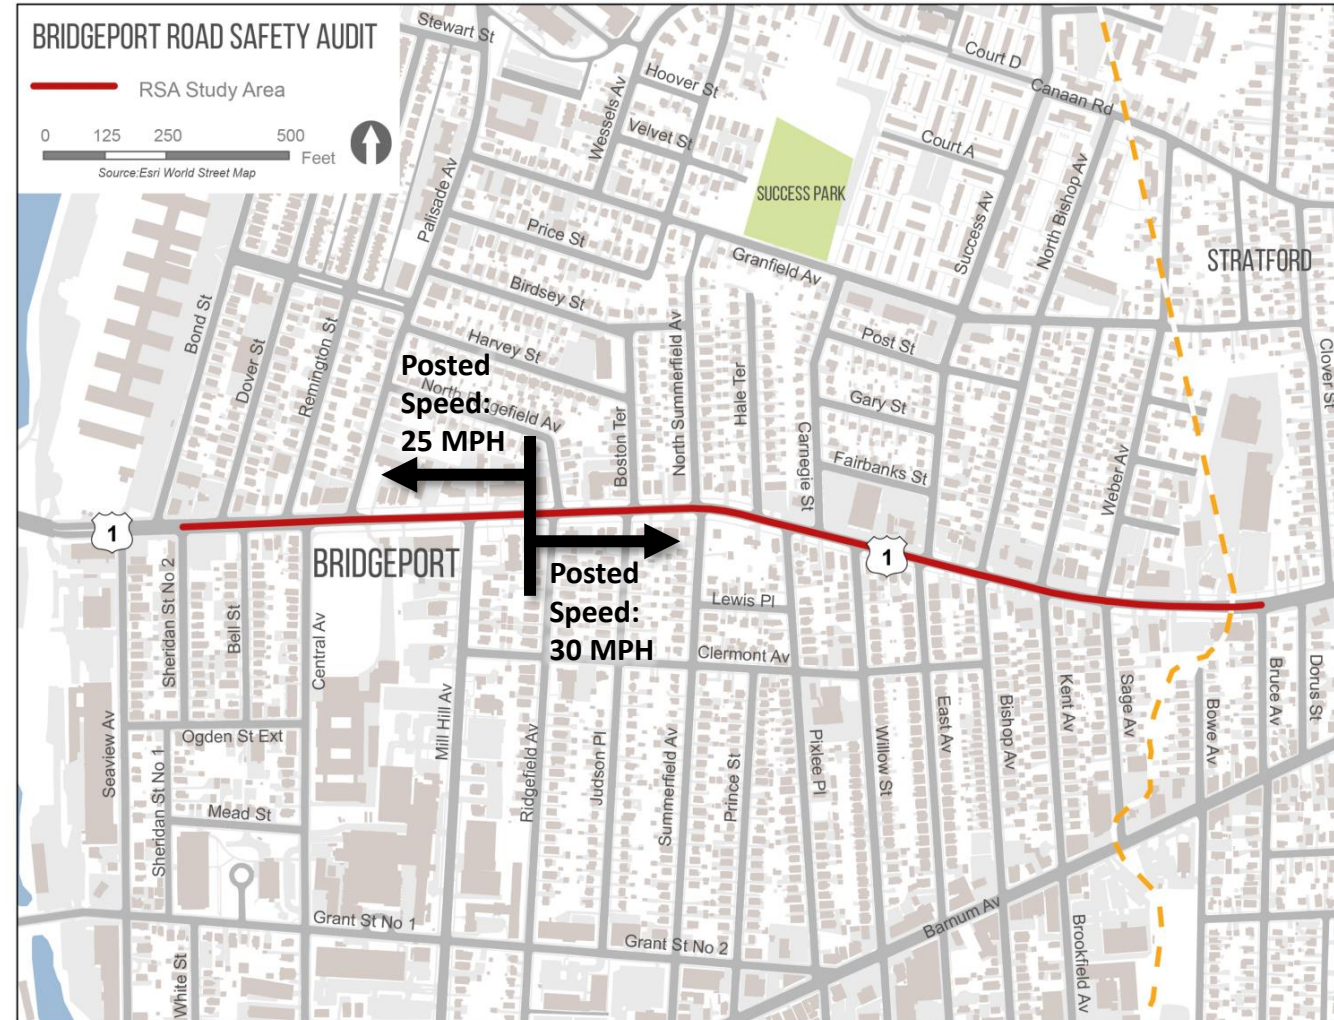 BRIDGEPORT ROAD SAFETY AUDIT
RSA Study Area
0 125 250 500
Feet
Source:Esri World Street Map
Stewart St
Hoover St
Court D
Canaan Rd
Wessels Av
Velvet St
Court A
Palisade Av
SUCCESS PARK
Success Av
North Bishop Av
Price St
Granfield Av
STRATFORD
Bond St
Birdsey St
Dover St
Remington St
Harvey St
North Summerfield Av
Hale Ter
Post St
Clover St
Posted
Speed:
25 MPH
Gary St
Boston Ter
Carnegie St
Fairbanks St
Weber Av
1
BRIDGEPORT
1
Posted
Speed:
30 MPH
Sheridan St No 2
Bell St
Central Av
Lewis Pl
Clermont Av
Seaview Av
Ogden St Ext
Mill Hill Av
Ridgefield Av
Judson Pl
Summerfield Av
Prince St
Pixlee Pl
Willow St
East Av
Bishop Av
Kent Av
Sage Av
Bowe Av
Bruce Av
Dorus St
Sheridan St No 1
Mead St
Grant St No 1
Grant St No 2
Barnum Av
Brookfield Av
White St